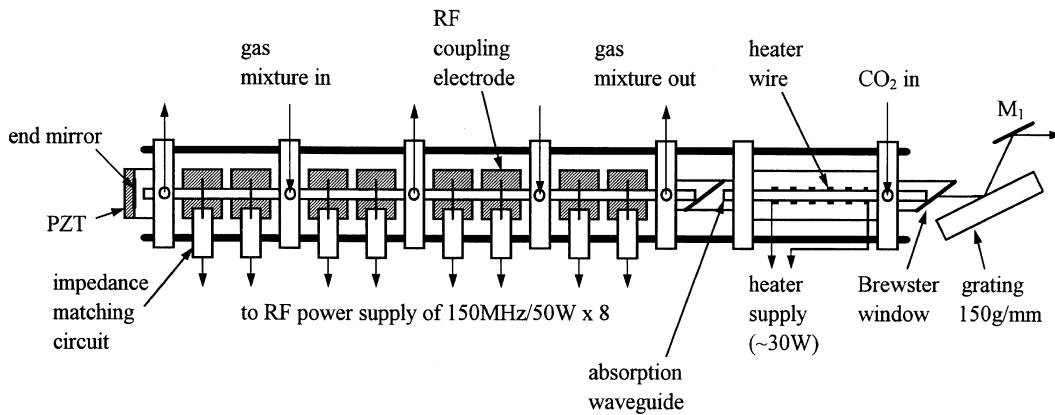 RF
coupling
electrode
gas
mixture in
gas
mixture out
heater
wire
CO₂ in
M₁
end mirror
PZT
impedance
matching
circuit
to RF power supply of 150MHz/50W x 8
absorption
waveguide
heater
supply
(~30W)
Brewster
window
grating
150g/mm